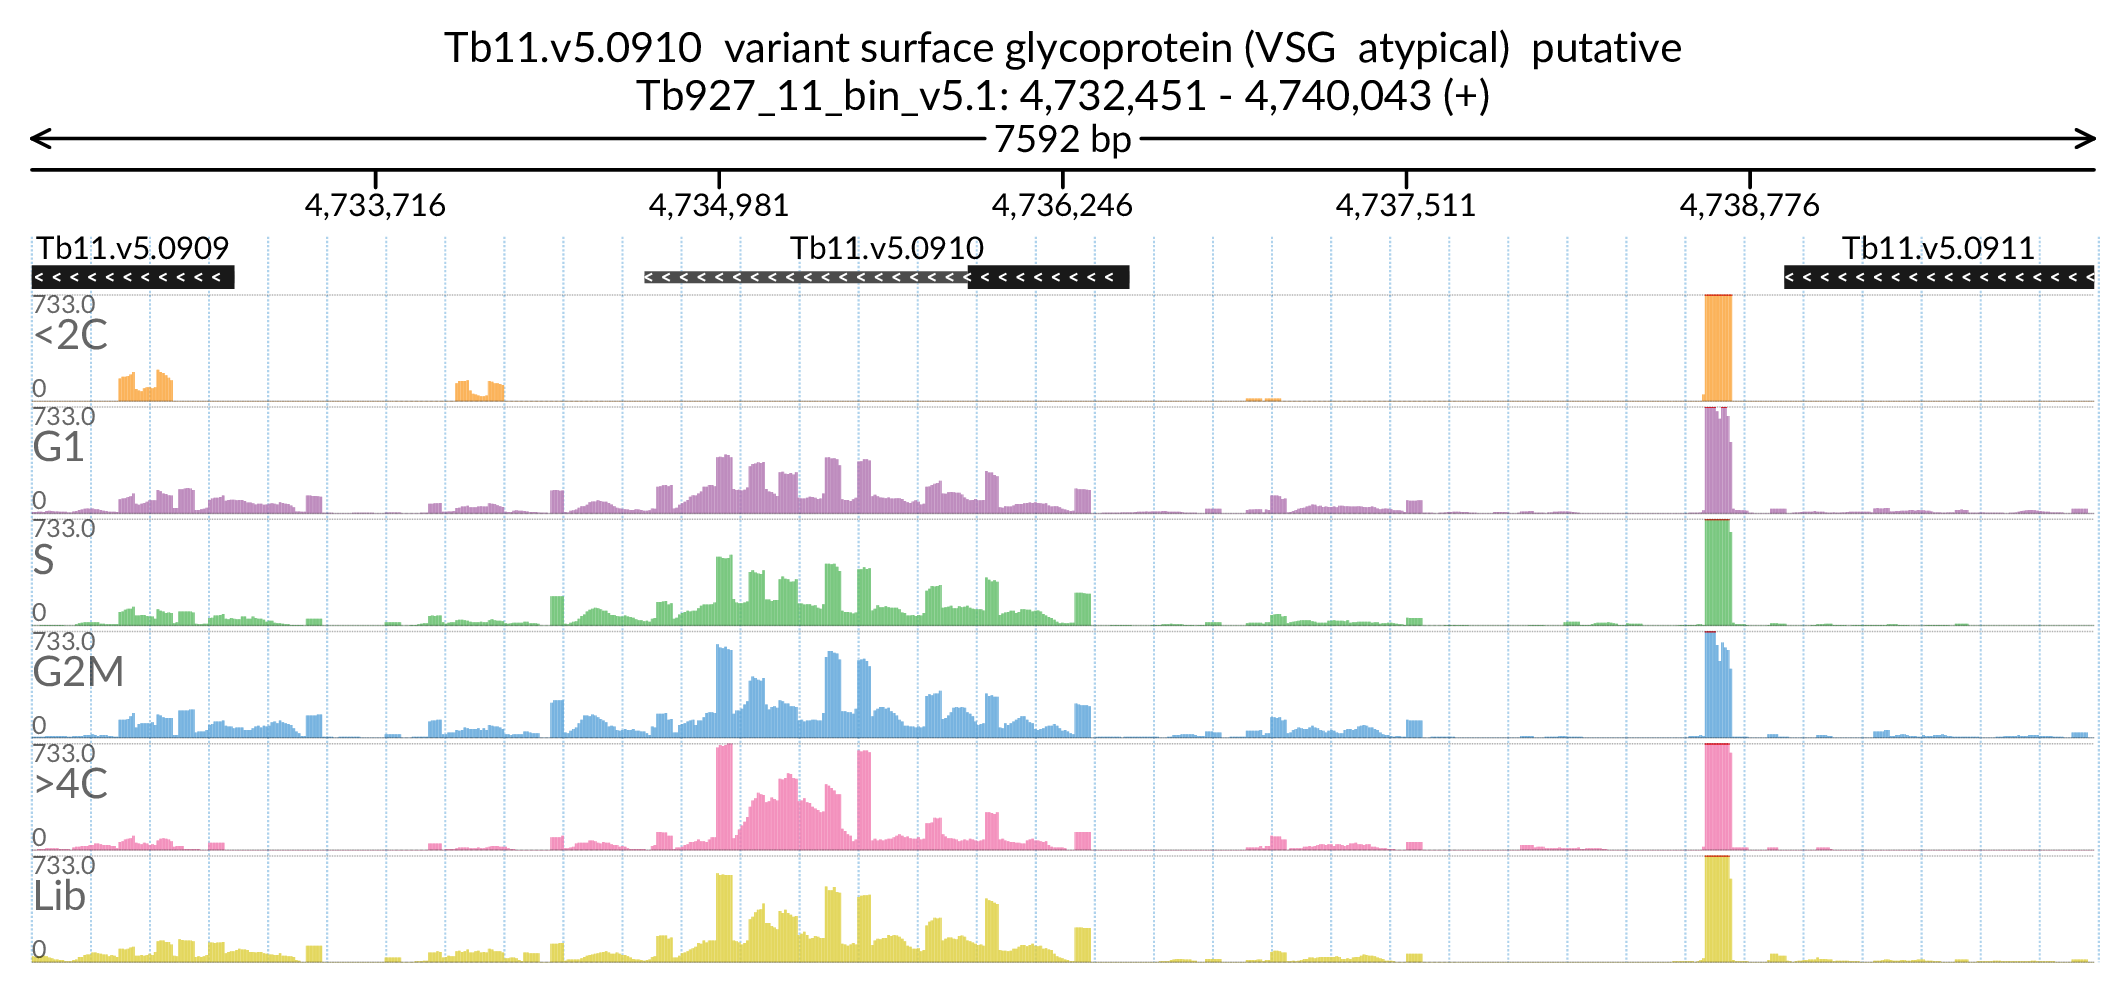 Tb11.v5.0910 variant surface glycoprotein (VSG atypical) putative
Tb927_11_bin_v5.1: 4,732,451 - 4,740,043 (+)
7592 bp
4,733,716 4,734,981 4,736,246 4,737,511 4,738,776
Tb11.v5.0909 Tb11.v5.0910 Tb11.v5.0911
733.0
<2C
0
733.0
G1
0
733.0
S
0
733.0
G2M
0
733.0
>4C
0
733.0
Lib
0